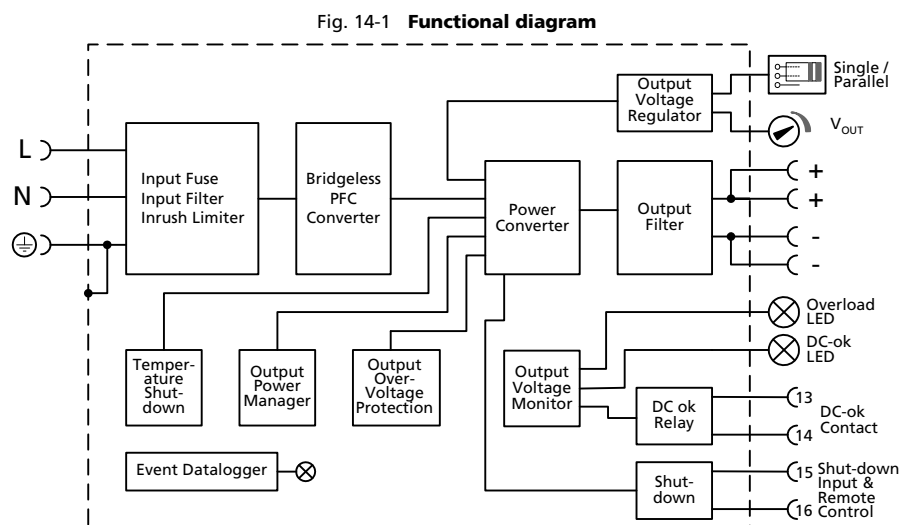 Fig. 14-1 Functional diagram
Single /
Parallel
Output
Voltage
Regulator
V_OUT
L
N
Input Fuse
Input Filter
Inrush Limiter
Bridgeless
PFC
Converter
Power
Converter
Output
Filter
+
+
-
-
Overload
LED
DC-ok
LED
Temper-
ature
Shut-
down
Output
Power
Manager
Output
Over-
Voltage
Protection
Output
Voltage
Monitor
DC ok
Relay
13
14
DC-ok
Contact
Event Datalogger
Shut-
down
15
16
Shut-down
Input &
Remote
Control